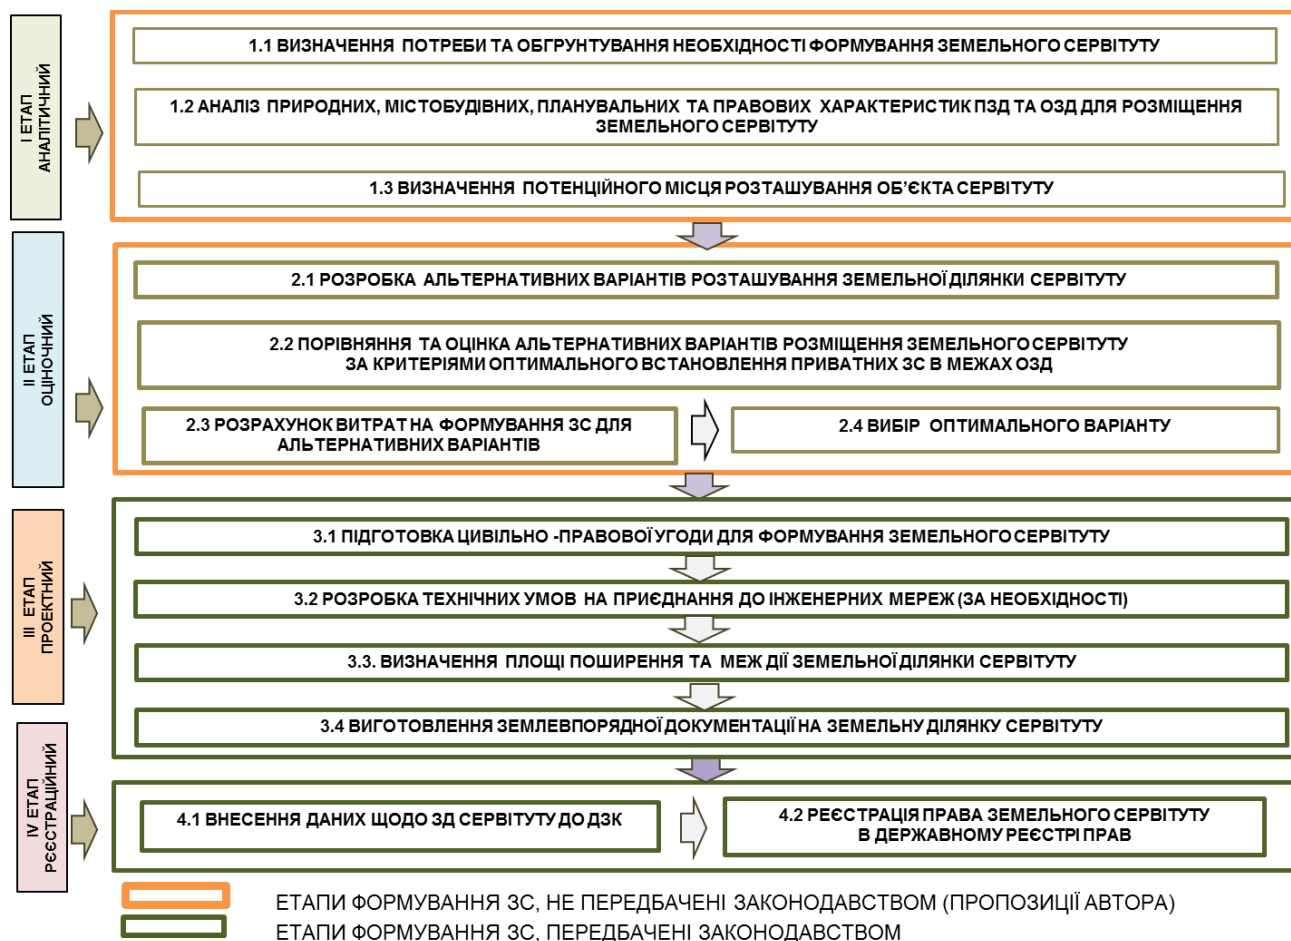 І ЕТАП
АНАЛІТИЧНИЙ
1.1 ВИЗНАЧЕННЯ ПОТРЕБИ ТА ОБГРУНТУВАННЯ НЕОБХІДНОСТІ ФОРМУВАННЯ ЗЕМЕЛЬНОГО СЕРВІТУТУ
1.2 АНАЛІЗ ПРИРОДНИХ, МІСТОБУДІВНИХ, ПЛАНУВАЛЬНИХ ТА ПРАВОВИХ ХАРАКТЕРИСТИК ПЗД ТА ОЗД ДЛЯ РОЗМІЩЕННЯ
ЗЕМЕЛЬНОГО СЕРВІТУТУ
1.3 ВИЗНАЧЕННЯ ПОТЕНЦІЙНОГО МІСЦЯ РОЗТАШУВАННЯ ОБ'ЄКТА СЕРВІТУТУ
ІІ ЕТАП
ОЦІНОЧНИЙ
2.1 РОЗРОБКА АЛЬТЕРНАТИВНИХ ВАРІАНТІВ РОЗТАШУВАННЯ ЗЕМЕЛЬНОЇ ДІЛЯНКИ СЕРВІТУТУ
2.2 ПОРІВНЯННЯ ТА ОЦІНКА АЛЬТЕРНАТИВНИХ ВАРІАНТІВ РОЗМІЩЕННЯ ЗЕМЕЛЬНОГО СЕРВІТУТУ
ЗА КРИТЕРІЯМИ ОПТИМАЛЬНОГО ВСТАНОВЛЕННЯ ПРИВАТНИХ ЗС В МЕЖАХ ОЗД
2.3 РОЗРАХУНОК ВИТРАТ НА ФОРМУВАННЯ ЗС ДЛЯ
АЛЬТЕРНАТИВНИХ ВАРІАНТІВ
2.4 ВИБІР ОПТИМАЛЬНОГО ВАРІАНТУ
ІІІ ЕТАП
ПРОЕКТНИЙ
3.1 ПІДГОТОВКА ЦИВІЛЬНО -ПРАВОВОЇ УГОДИ ДЛЯ ФОРМУВАННЯ ЗЕМЕЛЬНОГО СЕРВІТУТУ
3.2 РОЗРОБКА ТЕХНІЧНИХ УМОВ НА ПРИЄДНАННЯ ДО ІНЖЕНЕРНИХ МЕРЕЖ (ЗА НЕОБХІДНОСТІ)
3.3. ВИЗНАЧЕННЯ ПЛОЩІ ПОШИРЕННЯ ТА МЕЖ ДІЇ ЗЕМЕЛЬНОЇ ДІЛЯНКИ СЕРВІТУТУ
3.4 ВИГОТОВЛЕННЯ ЗЕМЛЕВПОРЯДНОЇ ДОКУМЕНТАЦІЇ НА ЗЕМЕЛЬНУ ДІЛЯНКУ СЕРВІТУТУ
IV ЕТАП
РЄЄСТРАЦІЙНИЙ
4.1 ВНЕСЕННЯ ДАНИХ ЩОДО ЗД СЕРВІТУТУ ДО ДЗК
4.2 РЕЄСТРАЦІЯ ПРАВА ЗЕМЕЛЬНОГО СЕРВІТУТУ
В ДЕРЖАВНОМУ РЕЄСТРІ ПРАВ
ЕТАПИ ФОРМУВАННЯ ЗС, НЕ ПЕРЕДБАЧЕНІ ЗАКОНОДАВСТВОМ (ПРОПОЗИЦІЇ АВТОРА)
ЕТАПИ ФОРМУВАННЯ ЗС, ПЕРЕДБАЧЕНІ ЗАКОНОДАВСТВОМ